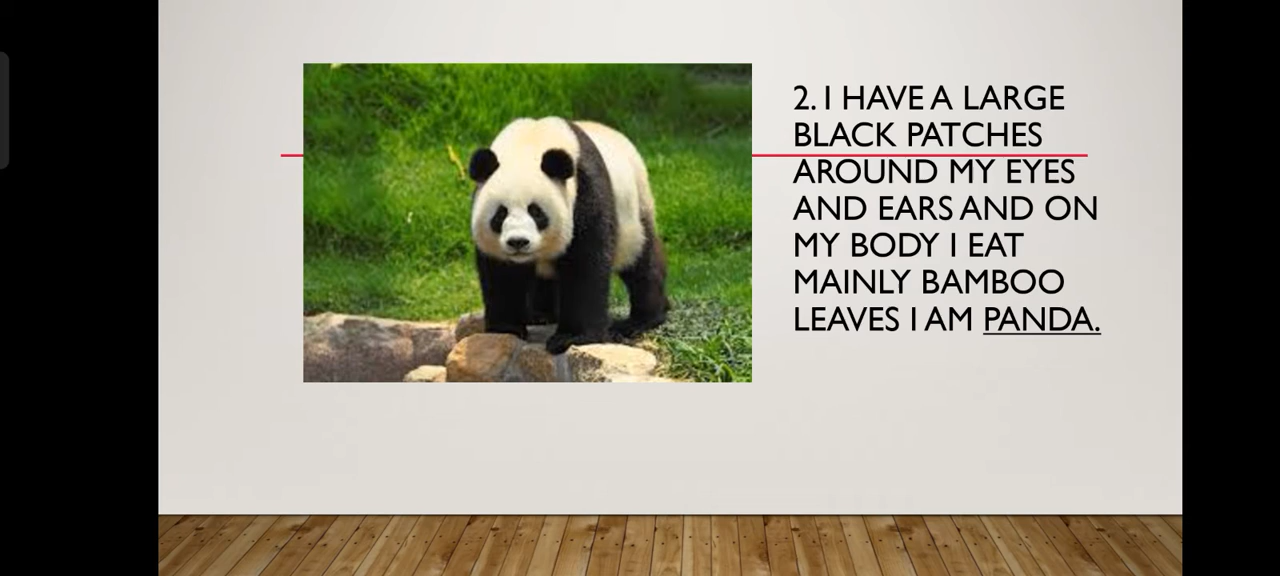 2. I HAVE A LARGE
BLACK PATCHES
AROUND MY EYES
AND EARS AND ON
MY BODY I EAT
MAINLY BAMBOO
LEAVES I AM PANDA.